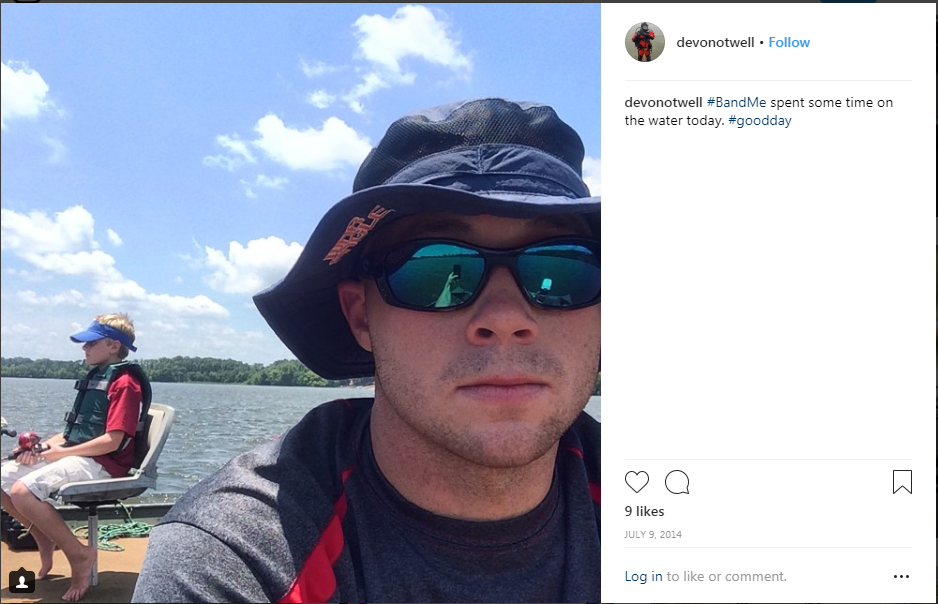 devonotwell • Follow
devonotwell #BandMe spent some time on
the water today. #goodday
9 likes
JULY 9, 2014
Log in to like or comment.